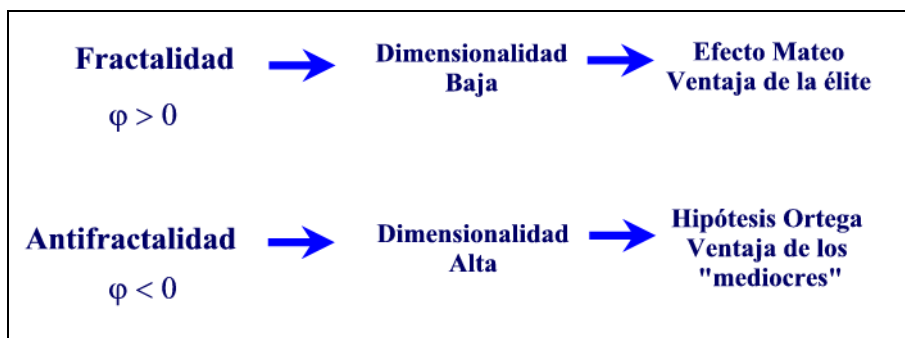 Fractalidad
φ > 0
Dimensionalidad
Baja
Efecto Mateo
Ventaja de la élite
Antifractalidad
φ < 0
Dimensionalidad
Alta
Hipótesis Ortega
Ventaja de los
"mediocres"